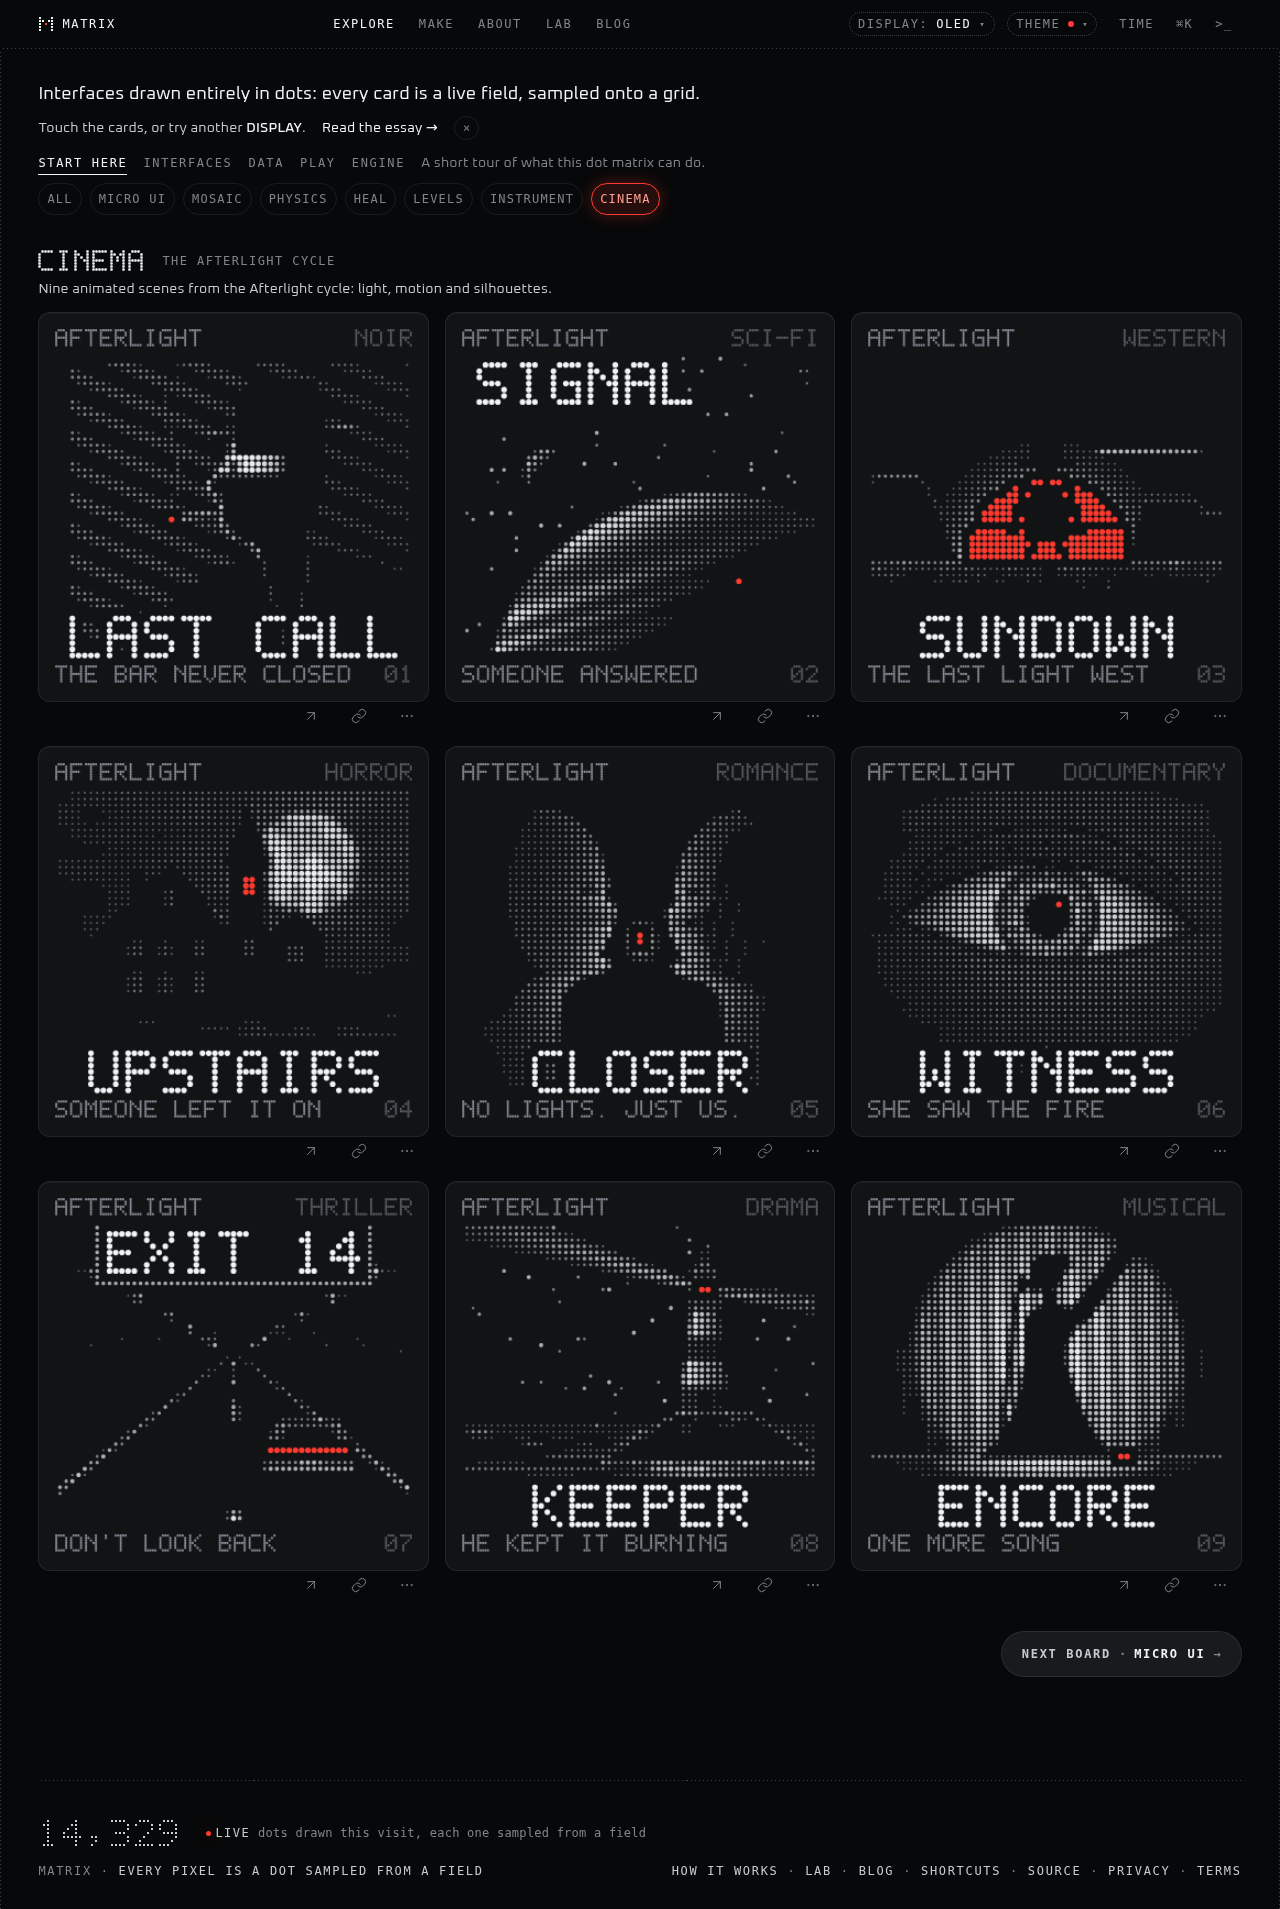 MATRIX EXPLORE MAKE ABOUT LAB BLOG DISPLAY: OLED ▾ THEME ● ▾ TIME ⌘K >_
Interfaces drawn entirely in dots: every card is a live field, sampled onto a grid.
Touch the cards, or try another DISPLAY. Read the essay → ×
START HERE INTERFACES DATA PLAY ENGINE A short tour of what this dot matrix can do.
ALL MICRO UI MOSAIC PHYSICS HEAL LEVELS INSTRUMENT CINEMA
CINEMA THE AFTERLIGHT CYCLE
Nine animated scenes from the Afterlight cycle: light, motion and silhouettes.
AFTERLIGHT NOIR
LAST CALL
THE BAR NEVER CLOSED 01
AFTERLIGHT SCI-FI
SIGNAL
SOMEONE ANSWERED 02
AFTERLIGHT WESTERN
SUNDOWN
THE LAST LIGHT WEST 03
AFTERLIGHT HORROR
UPSTAIRS
SOMEONE LEFT IT ON 04
AFTERLIGHT ROMANCE
CLOSER
NO LIGHTS. JUST US. 05
AFTERLIGHT DOCUMENTARY
WITNESS
SHE SAW THE FIRE 06
AFTERLIGHT THRILLER
EXIT 14
DON'T LOOK BACK 07
AFTERLIGHT DRAMA
KEEPER
HE KEPT IT BURNING 08
AFTERLIGHT MUSICAL
ENCORE
ONE MORE SONG 09
NEXT BOARD · MICRO UI →
14,329 ● LIVE dots drawn this visit, each one sampled from a field
MATRIX · EVERY PIXEL IS A DOT SAMPLED FROM A FIELD HOW IT WORKS · LAB · BLOG · SHORTCUTS · SOURCE · PRIVACY · TERMS